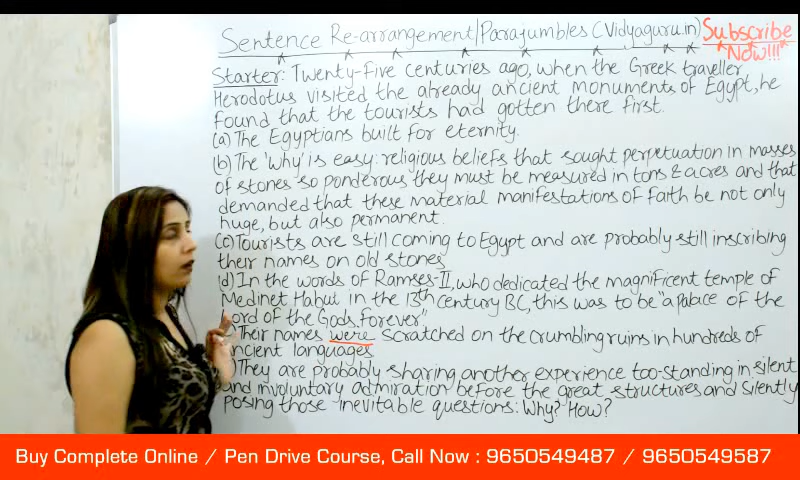 Sentence Re-arrangement/Parajumbles (Vidyaguru.in) Subscribe
Now!!!
Starter: Twenty-Five centuries ago, when the Greek traveller
Herodotus visited the already ancient monuments of Egypt, he
found that the tourists had gotten there first.
(a) The Egyptians built for eternity.
(b) The 'Why' is easy: religious beliefs that sought perpetuation in masses
of stones so ponderous they must be measured in tons & acres and that
demanded that these material manifestations of faith be not only
huge, but also permanent.
(c) Tourists are still coming to Egypt and are probably still inscribing
their names on old stones
(d) In the words of Ramses-II, who dedicated the magnificent temple of
Medinet Habut in the 13th Century BC, this was to be "a palace of the
Lord of the Gods, forever"
Their names were scratched on the crumbling ruins in hundreds of
ancient languages
They are probably sharing another experience too-standing in silent
and involuntary admiration before the great structures and silently
posing those inevitable questions: Why? How?
Buy Complete Online / Pen Drive Course, Call Now : 9650549487 / 9650549587